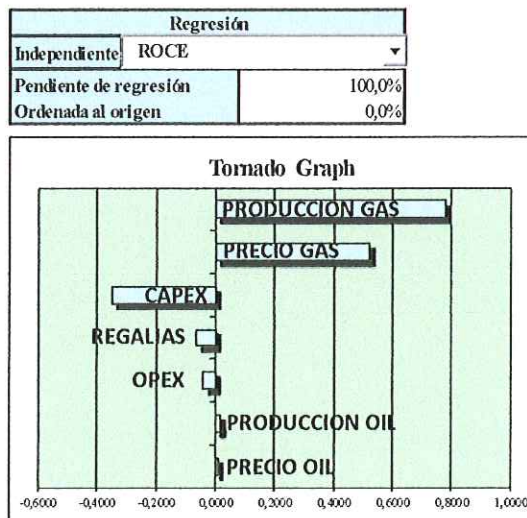 Regresión
Independiente ROCE
Pendiente de regresión 100,0%
Ordenada al origen 0,0%
Tornado Graph
PRODUCCION GAS
PRECIO GAS
CAPEX
REGALIAS
OPEX
PRODUCCION OIL
PRECIO OIL
-0,6000 -0,4000 -0,2000 0,0000 0,2000 0,4000 0,6000 0,8000 1,0000